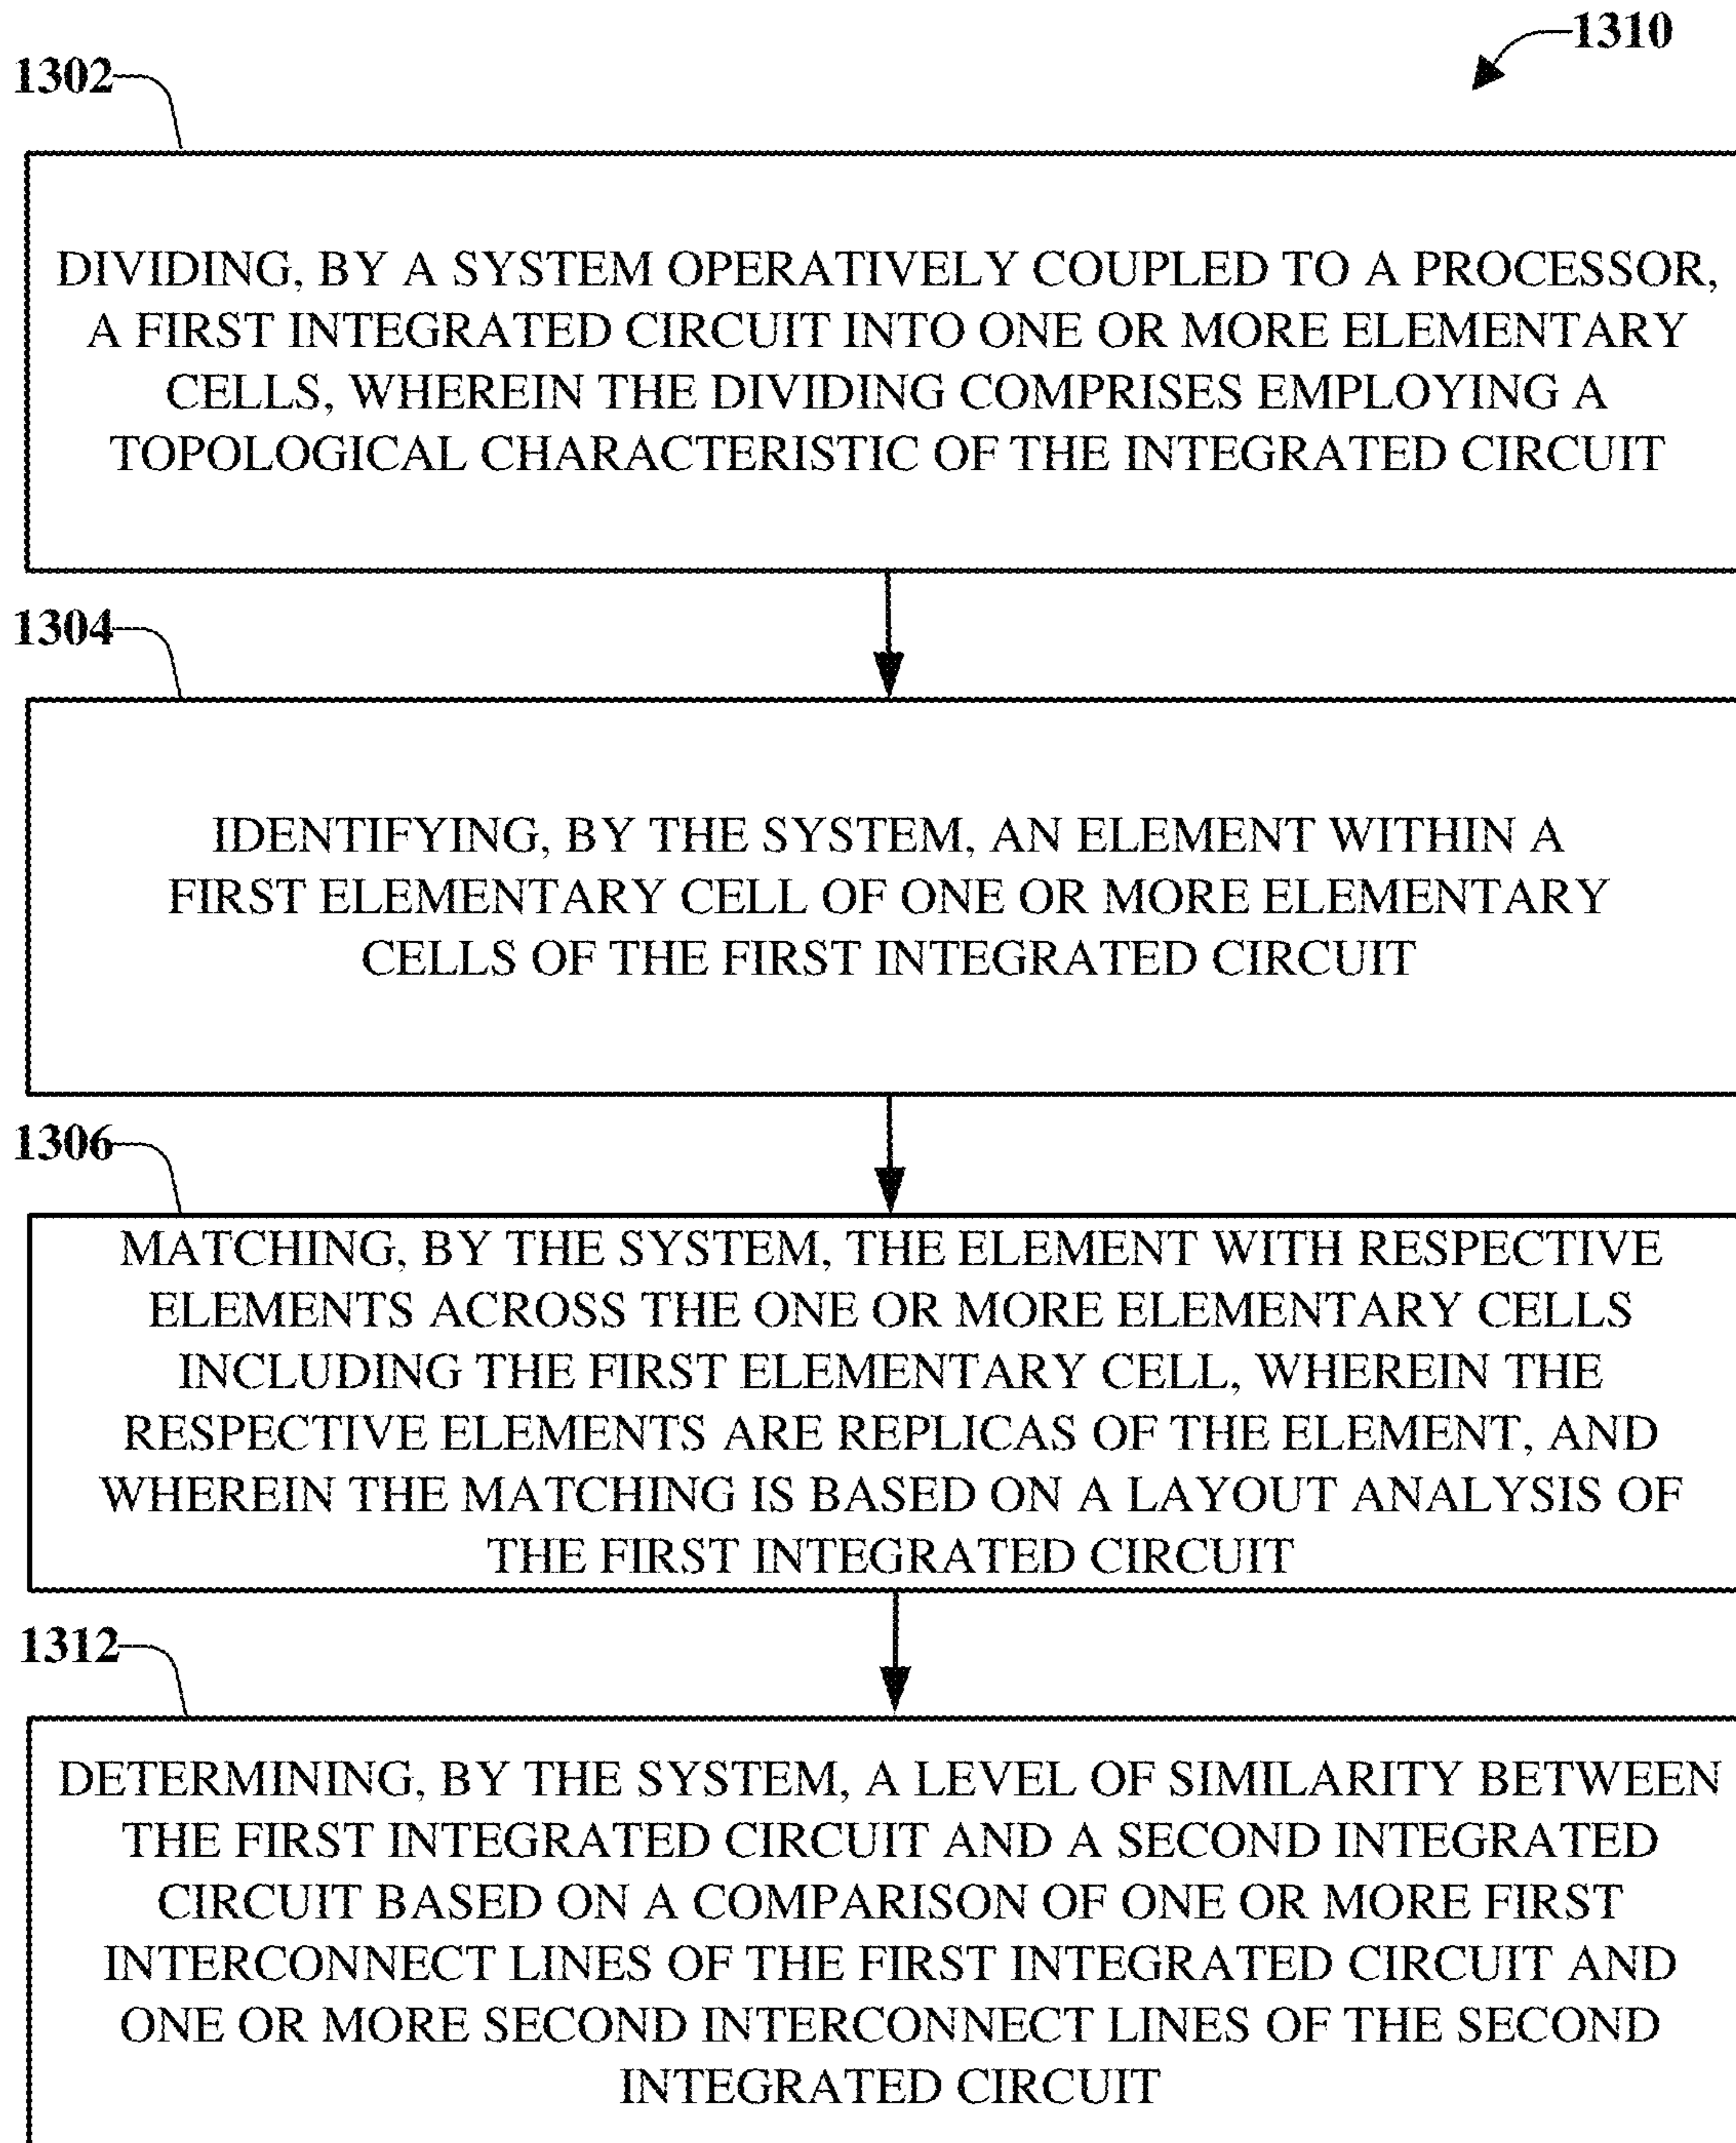 1310
1302
DIVIDING, BY A SYSTEM OPERATIVELY COUPLED TO A PROCESSOR,
A FIRST INTEGRATED CIRCUIT INTO ONE OR MORE ELEMENTARY
CELLS, WHEREIN THE DIVIDING COMPRISES EMPLOYING A
TOPOLOGICAL CHARACTERISTIC OF THE INTEGRATED CIRCUIT
1304
IDENTIFYING, BY THE SYSTEM, AN ELEMENT WITHIN A
FIRST ELEMENTARY CELL OF ONE OR MORE ELEMENTARY
CELLS OF THE FIRST INTEGRATED CIRCUIT
1306
MATCHING, BY THE SYSTEM, THE ELEMENT WITH RESPECTIVE
ELEMENTS ACROSS THE ONE OR MORE ELEMENTARY CELLS
INCLUDING THE FIRST ELEMENTARY CELL, WHEREIN THE
RESPECTIVE ELEMENTS ARE REPLICAS OF THE ELEMENT, AND
WHEREIN THE MATCHING IS BASED ON A LAYOUT ANALYSIS OF
THE FIRST INTEGRATED CIRCUIT
1312
DETERMINING, BY THE SYSTEM, A LEVEL OF SIMILARITY BETWEEN
THE FIRST INTEGRATED CIRCUIT AND A SECOND INTEGRATED
CIRCUIT BASED ON A COMPARISON OF ONE OR MORE FIRST
INTERCONNECT LINES OF THE FIRST INTEGRATED CIRCUIT AND
ONE OR MORE SECOND INTERCONNECT LINES OF THE SECOND
INTEGRATED CIRCUIT